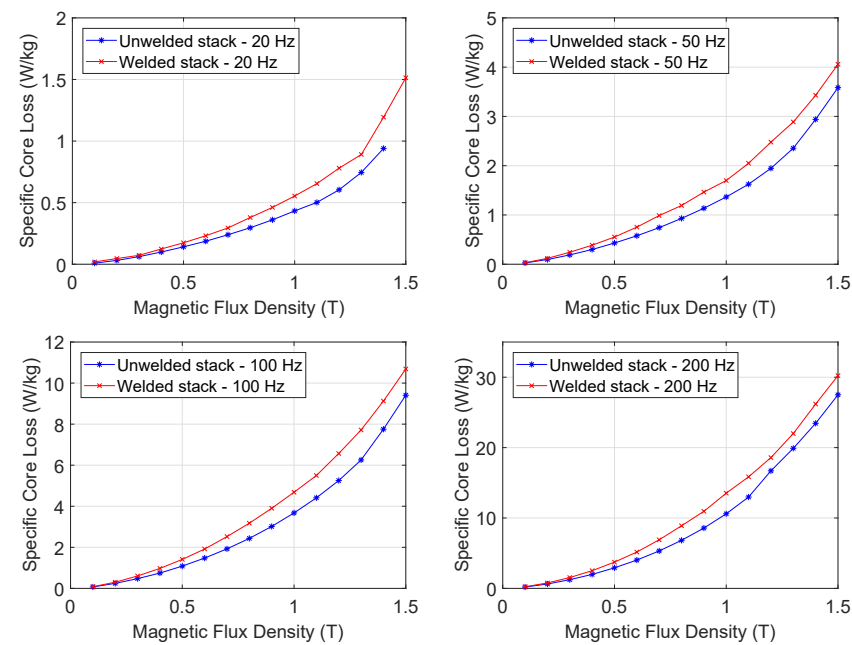 Unwelded stack - 20 Hz
Welded stack - 20 Hz
Specific Core Loss (W/kg)
2
1.5
1
0.5
0
0
0.5
1
1.5
Magnetic Flux Density (T)
Unwelded stack - 50 Hz
Welded stack - 50 Hz
Specific Core Loss (W/kg)
5
4
3
2
1
0
0
0.5
1
1.5
Magnetic Flux Density (T)
Unwelded stack - 100 Hz
Welded stack - 100 Hz
Specific Core Loss (W/kg)
12
10
8
6
4
2
0
0
0.5
1
1.5
Magnetic Flux Density (T)
Unwelded stack - 200 Hz
Welded stack - 200 Hz
Specific Core Loss (W/kg)
30
20
10
0
0
0.5
1
1.5
Magnetic Flux Density (T)